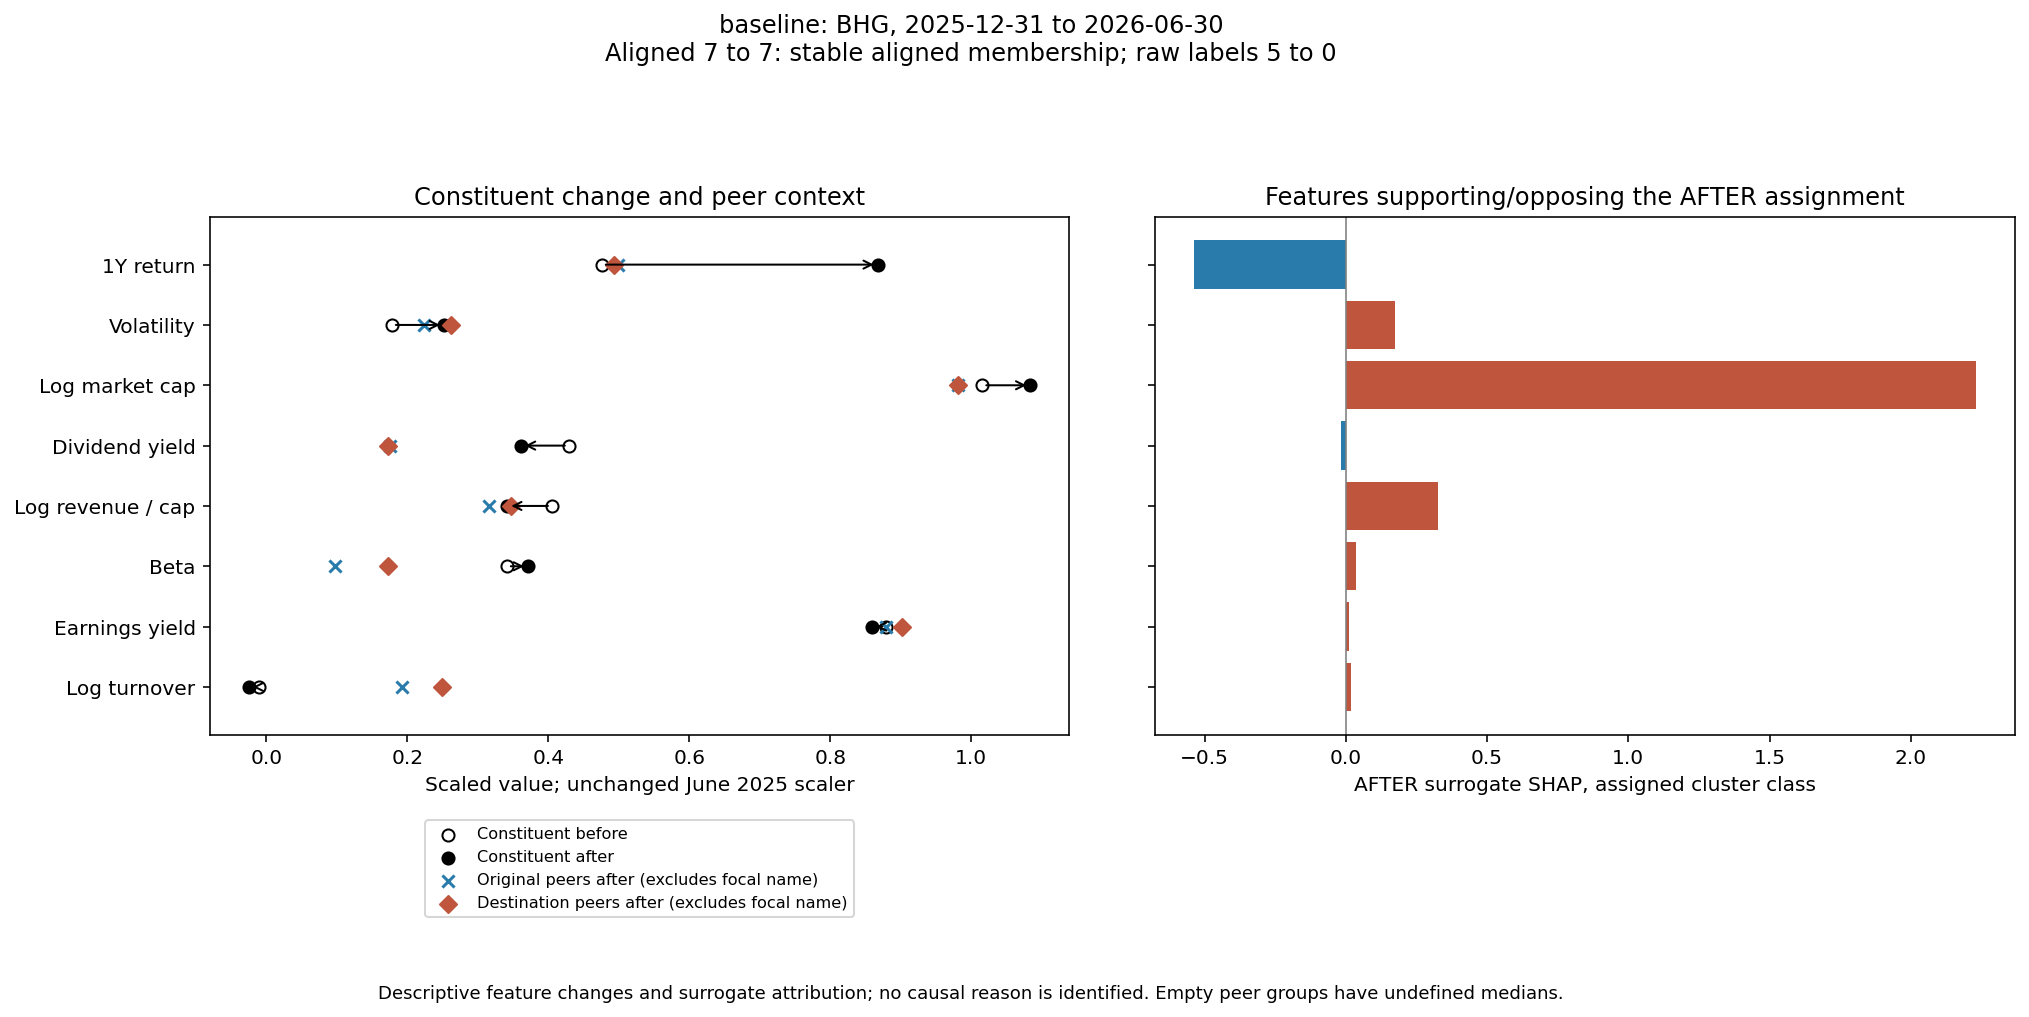 baseline: BHG, 2025-12-31 to 2026-06-30
Aligned 7 to 7: stable aligned membership; raw labels 5 to 0
Constituent change and peer context
1Y return
Volatility
Log market cap
Dividend yield
Log revenue / cap
Beta
Earnings yield
Log turnover
0.0 0.2 0.4 0.6 0.8 1.0
Scaled value; unchanged June 2025 scaler
Constituent before
Constituent after
Original peers after (excludes focal name)
Destination peers after (excludes focal name)
Features supporting/opposing the AFTER assignment
−0.5 0.0 0.5 1.0 1.5 2.0
AFTER surrogate SHAP, assigned cluster class
Descriptive feature changes and surrogate attribution; no causal reason is identified. Empty peer groups have undefined medians.